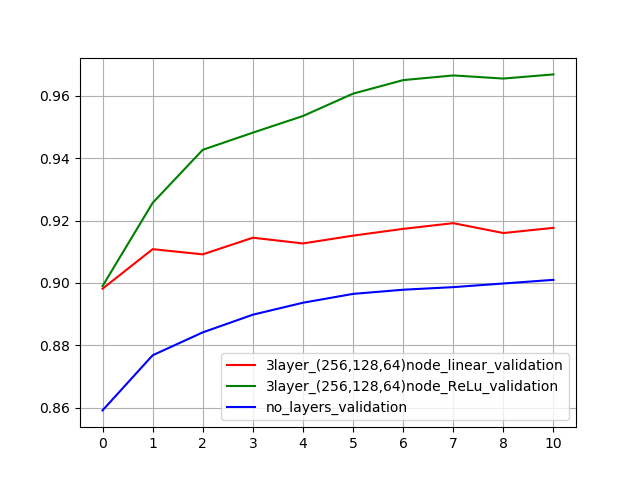 0.96
0.94
0.92
0.90
0.88
0.86
3layer_(256,128,64)node_linear_validation
3layer_(256,128,64)node_ReLu_validation
no_layers_validation
0 1 2 3 4 5 6 7 8 10